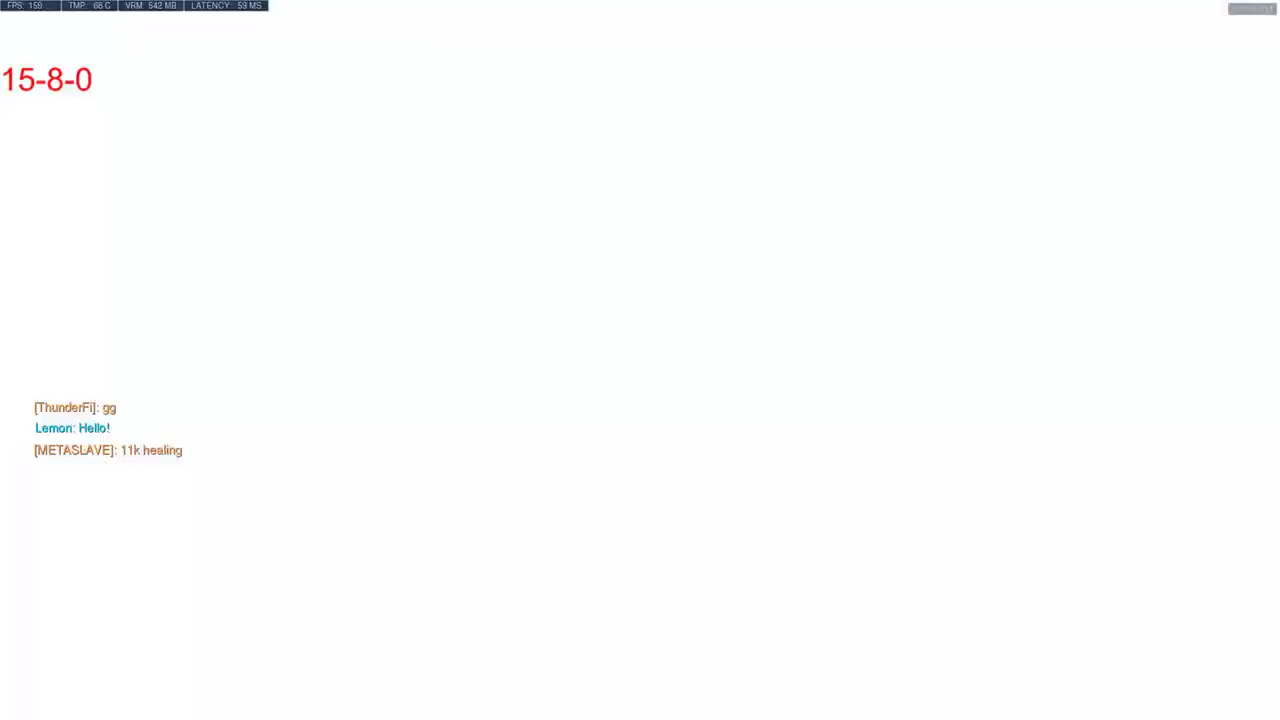 FPS: 159 TMP: 68 C VRM: 542 MB LATENCY: 59 MS
15-8-0
[ThunderFi]: gg
Lemon: Hello!
[METASLAVE]: 11k healing